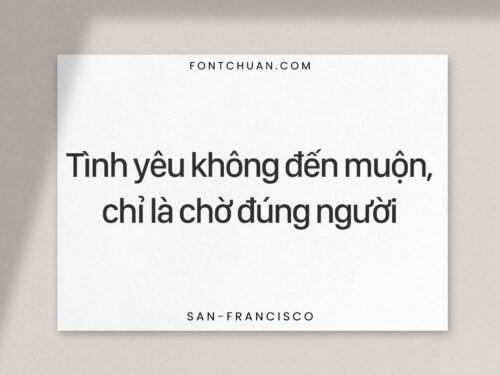 FONTCHUAN.COM
Tình yêu không đến muộn,
chỉ là chờ đúng người
SAN-FRANCISCO